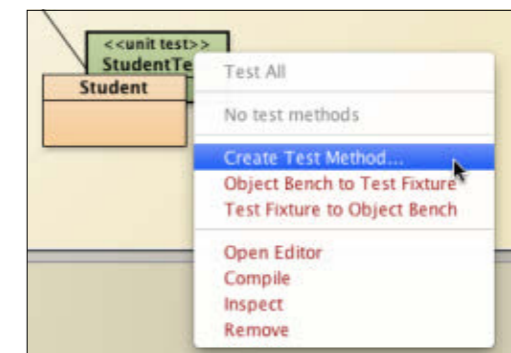 <<unit test>>
StudentTe
Student
Test All
No test methods
Create Test Method...
Object Bench to Test Fixture
Test Fixture to Object Bench
Open Editor
Compile
Inspect
Remove